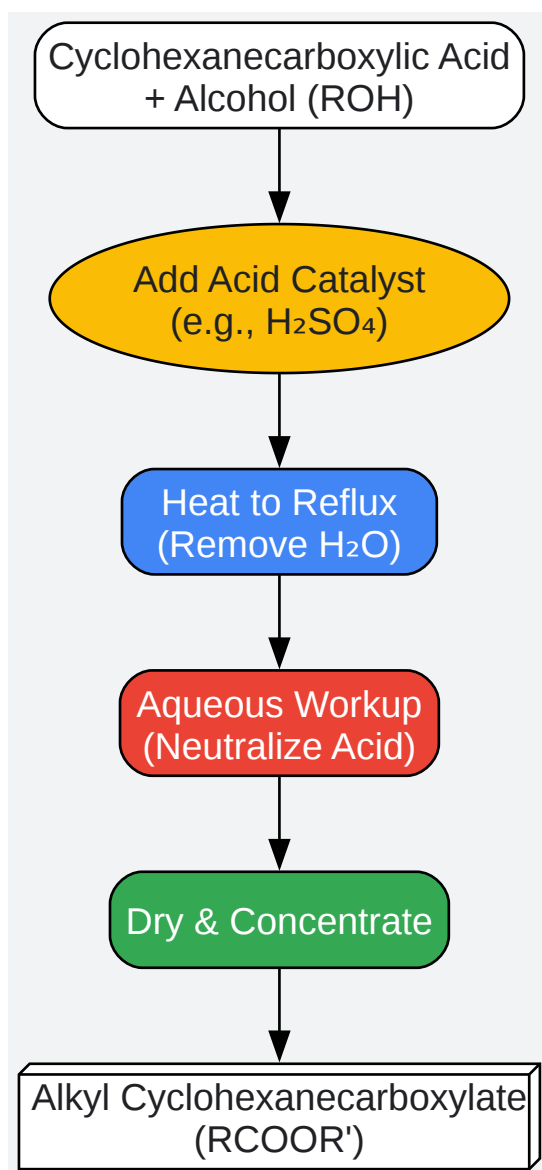 Cyclohexanecarboxylic Acid
+ Alcohol (ROH)
Add Acid Catalyst
(e.g., H₂SO₄)
Heat to Reflux
(Remove H₂O)
Aqueous Workup
(Neutralize Acid)
Dry & Concentrate
Alkyl Cyclohexanecarboxylate
(RCOOR')